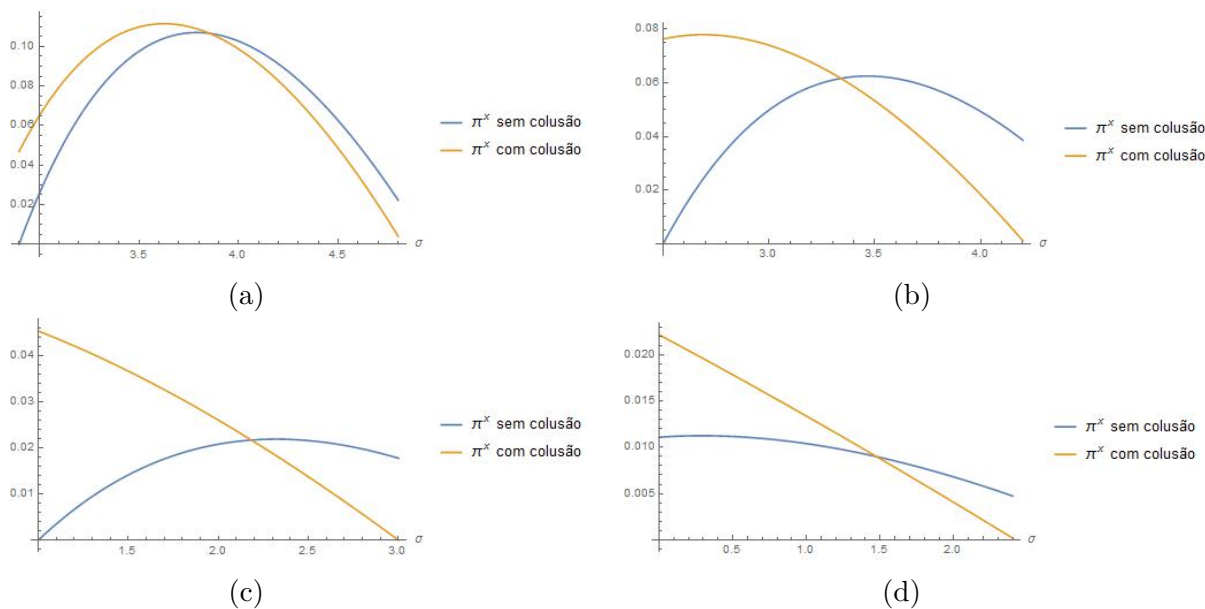 0.10
0.08
0.06
0.04
0.02
3.5
4.0
4.5
σ
π^x sem colusão
π^x com colusão
(a)
0.08
0.06
0.04
0.02
3.0
3.5
4.0
σ
π^x sem colusão
π^x com colusão
(b)
0.04
0.03
0.02
0.01
1.5
2.0
2.5
3.0
σ
π^x sem colusão
π^x com colusão
(c)
0.020
0.015
0.010
0.005
0.5
1.0
1.5
2.0
σ
π^x sem colusão
π^x com colusão
(d)